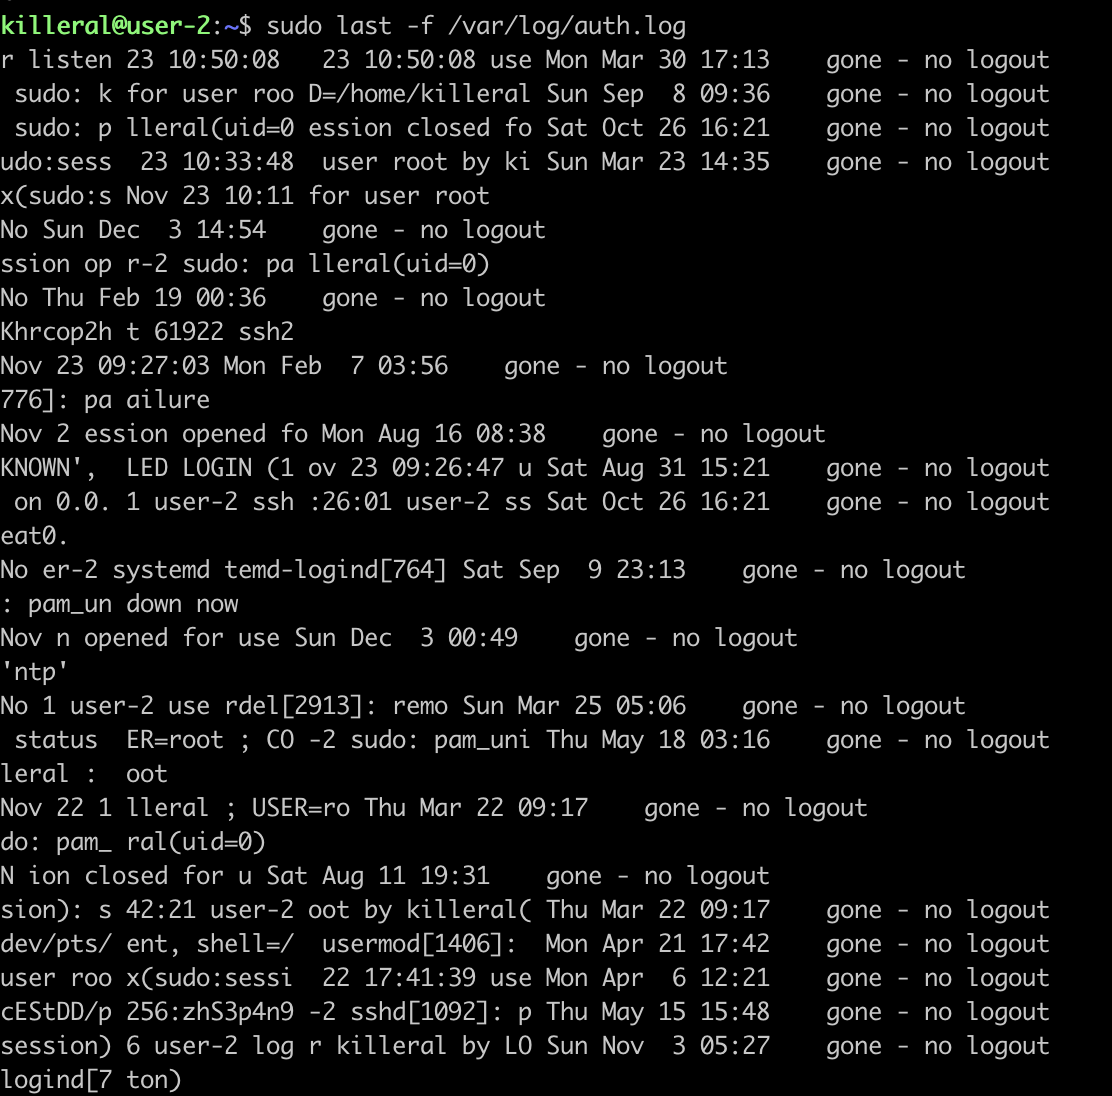 killeral@user-2:~$ sudo last -f /var/log/auth.log
r listen 23 10:50:08   23 10:50:08 use Mon Mar 30 17:13    gone - no logout
 sudo: k for user roo D=/home/killeral Sun Sep  8 09:36    gone - no logout
 sudo: p lleral(uid=0 ession closed fo Sat Oct 26 16:21    gone - no logout
udo:sess  23 10:33:48  user root by ki Sun Mar 23 14:35    gone - no logout
x(sudo:s Nov 23 10:11 for user root
No Sun Dec  3 14:54    gone - no logout
ssion op r-2 sudo: pa lleral(uid=0)
No Thu Feb 19 00:36    gone - no logout
Khrcop2h t 61922 ssh2
Nov 23 09:27:03 Mon Feb  7 03:56    gone - no logout
776]: pa ailure
Nov 2 ession opened fo Mon Aug 16 08:38    gone - no logout
KNOWN',  LED LOGIN (1 ov 23 09:26:47 u Sat Aug 31 15:21    gone - no logout
 on 0.0. 1 user-2 ssh :26:01 user-2 ss Sat Oct 26 16:21    gone - no logout
eat0.
No er-2 systemd temd-logind[764] Sat Sep  9 23:13    gone - no logout
: pam_un down now
Nov n opened for use Sun Dec  3 00:49    gone - no logout
'ntp'
No 1 user-2 use rdel[2913]: remo Sun Mar 25 05:06    gone - no logout
 status  ER=root ; CO -2 sudo: pam_uni Thu May 18 03:16    gone - no logout
leral :  oot
Nov 22 1 lleral ; USER=ro Thu Mar 22 09:17    gone - no logout
do: pam_ ral(uid=0)
N ion closed for u Sat Aug 11 19:31    gone - no logout
sion): s 42:21 user-2 oot by killeral( Thu Mar 22 09:17    gone - no logout
dev/pts/ ent, shell=/  usermod[1406]:  Mon Apr 21 17:42    gone - no logout
user roo x(sudo:sessi  22 17:41:39 use Mon Apr  6 12:21    gone - no logout
cEStDD/p 256:zhS3p4n9 -2 sshd[1092]: p Thu May 15 15:48    gone - no logout
session) 6 user-2 log r killeral by LO Sun Nov  3 05:27    gone - no logout
logind[7 ton)